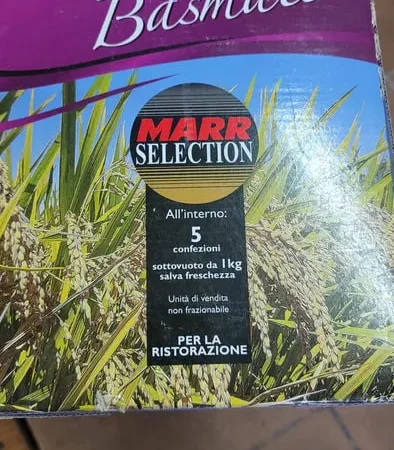 Basmati
MARR
SELECTION
All'interno:
5
confezioni
sottovuoto da 1kg
salva freschezza
Unità di vendita
non frazionabile
PER LA
RISTORAZIONE